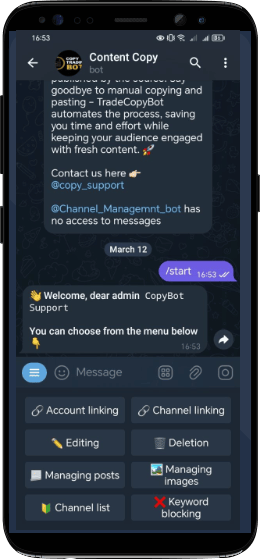 16:53
Content Copy
bot
COPY
TRADE
BOT
published by the source. Say
goodbye to manual copying and
pasting – TradeCopyBot
automates the process, saving
you time and effort while
keeping your audience engaged
with fresh content. 🚀
Contact us here 👉🏻
@copy_support
@Channel_Managemnt_bot has
no access to messages
March 12
/start 16:53
👋 Welcome, dear admin CopyBot
Support
You can choose from the menu below
👇
16:53
Message
🔗 Account linking
🔗 Channel linking
✏️ Editing
🗑 Deletion
📃 Managing posts
🖼 Managing
images
🔰 Channel list
❌ Keyword
blocking